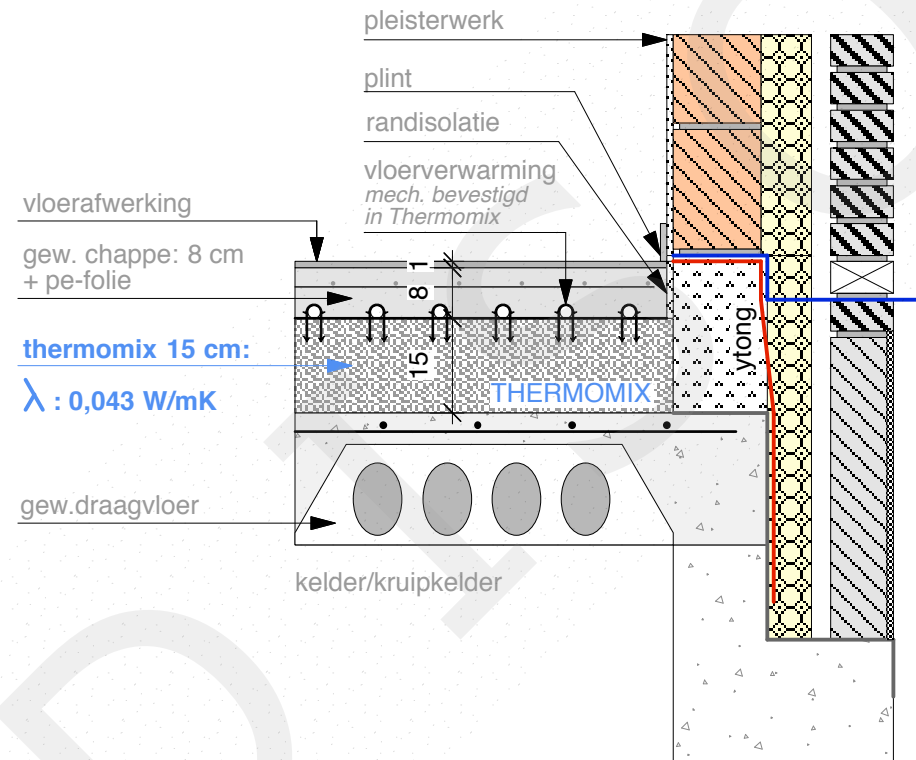 pleisterwerk
plint
randisolatie
vloerverwarming
mech. bevestigd
in Thermomix
vloerafwerking
gew. chappe: 8 cm
+ pe-folie
thermomix 15 cm:
λ : 0,043 W/mK
gew.draagvloer
1
8
15
THERMOMIX
ytong
kelder/kruipkelder